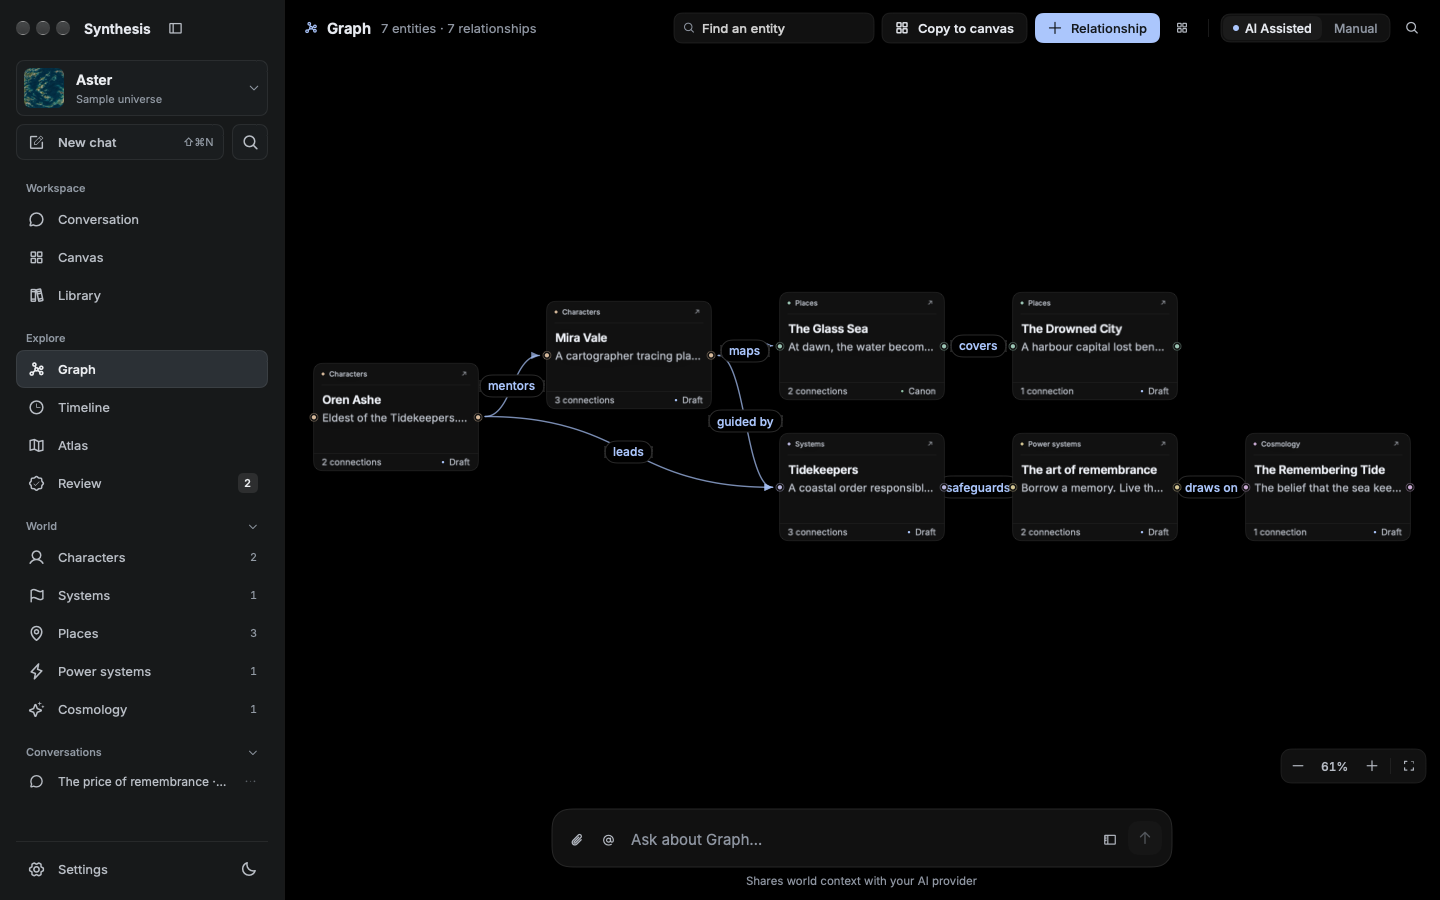 Synthesis
Aster
Sample universe
New chat ⇧⌘N
Workspace
Conversation
Canvas
Library
Explore
Graph
Timeline
Atlas
Review 2
World
Characters 2
Systems 1
Places 3
Power systems 1
Cosmology 1
Conversations
The price of remembrance ·...
Settings
Graph 7 entities · 7 relationships
Find an entity
Copy to canvas
Relationship
AI Assisted
Manual
Characters
Oren Ashe
Eldest of the Tidekeepers....
2 connections • Draft
mentors
leads
Characters
Mira Vale
A cartographer tracing pla...
3 connections • Draft
maps
guided by
Places
The Glass Sea
At dawn, the water becom...
2 connections • Canon
covers
Places
The Drowned City
A harbour capital lost ben...
1 connection • Draft
Systems
Tidekeepers
A coastal order responsibl...
3 connections • Draft
safeguards
Power systems
The art of remembrance
Borrow a memory. Live th...
2 connections • Draft
draws on
Cosmology
The Remembering Tide
The belief that the sea kee...
1 connection • Draft
61%
@ Ask about Graph...
Shares world context with your AI provider